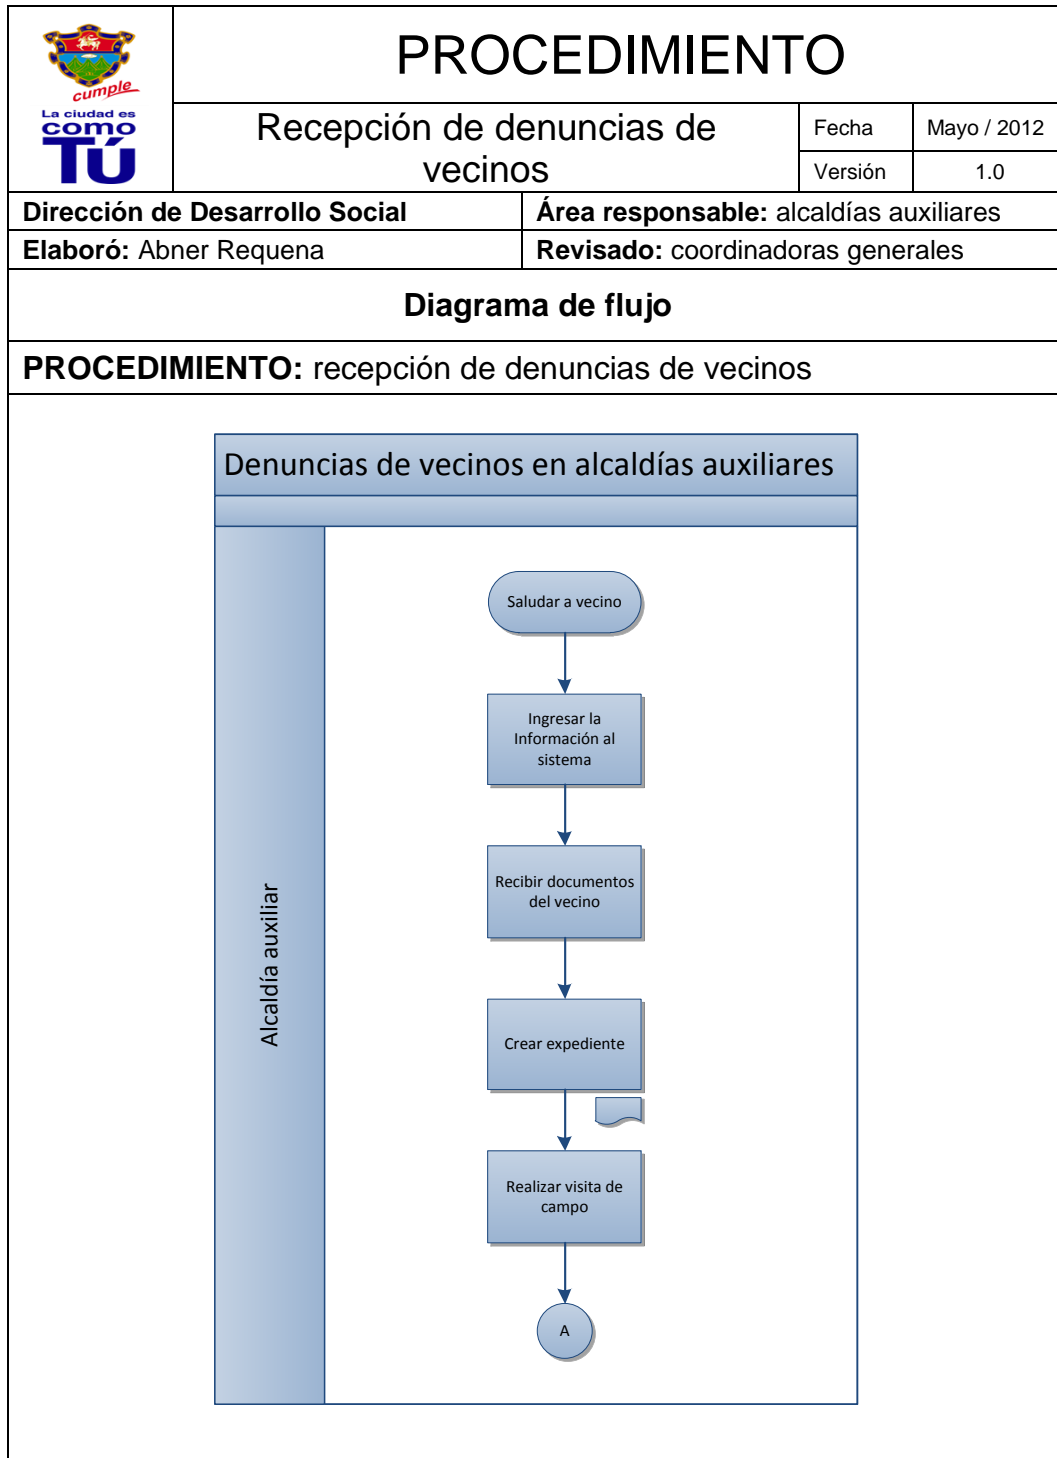 cumple
La ciudad es
como
TÚ
PROCEDIMIENTO
Recepción de denuncias de
vecinos
Fecha
Mayo / 2012
Versión
1.0
Dirección de Desarrollo Social
Área responsable: alcaldías auxiliares
Elaboró: Abner Requena
Revisado: coordinadoras generales
Diagrama de flujo
PROCEDIMIENTO: recepción de denuncias de vecinos
Denuncias de vecinos en alcaldías auxiliares
Alcaldía auxiliar
Saludar a vecino
Ingresar la
Información al
sistema
Recibir documentos
del vecino
Crear expediente
Realizar visita de
campo
A